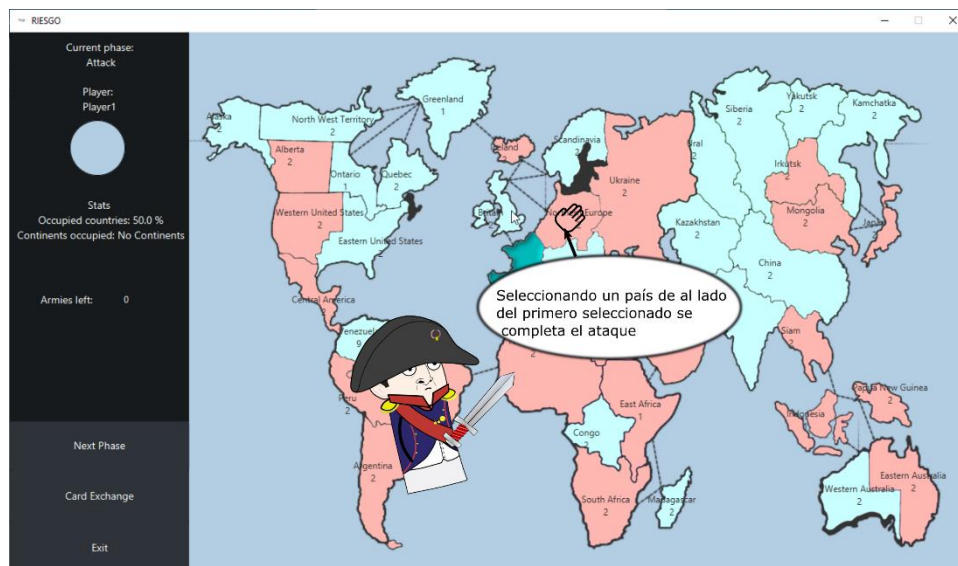 RIESGO
Current phase:
Attack
Player:
Player1
Stats
Occupied countries: 50.0 %
Continents occupied: No Continents
Armies left: 0
Next Phase
Card Exchange
Exit
Alaska
2
North West Territory
2
Greenland
1
Alberta
2
Ontario
1
Quebec
2
Western United States
2
Eastern United States
2
Central America
Venezuela
9
Peru
2
Argentina
2
2
Scandinavia
2
Britain
2
Ukraine
2
Ural
2
Siberia
2
Yakutsk
2
Kamchatka
2
Irkutsk
2
Mongolia
2
Japan
Kazakhstan
2
China
2
Siam
2
Papua New Guinea
2
Indonesia
Western Australia
2
Eastern Australia
2
2
East Africa
1
Congo
2
South Africa
2
Madagascar
2
Seleccionando un país de al lado
del primero seleccionado se
completa el ataque